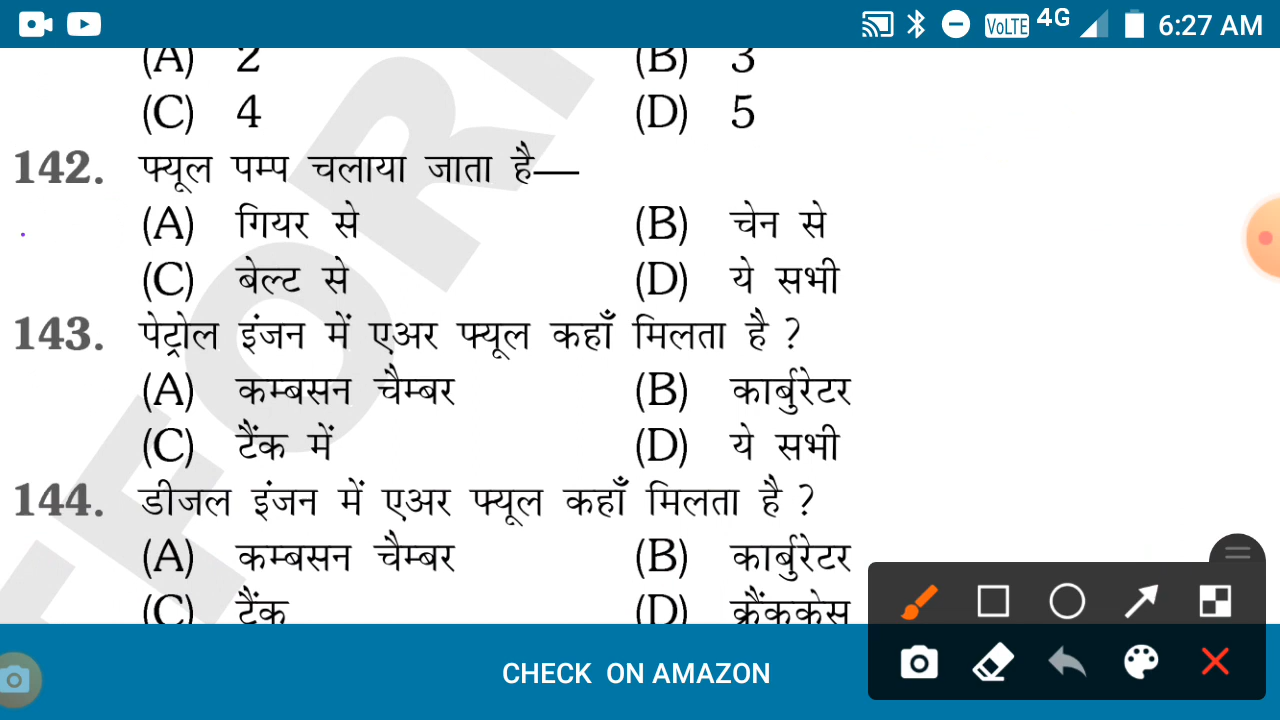 VoLTE 4G 6:27 AM
(A) 2 (B) 3
(C) 4 (D) 5
142. फ्यूल पम्प चलाया जाता है—
(A) गियर से (B) चेन से
(C) बेल्ट से (D) ये सभी
143. पेट्रोल इंजन में एअर फ्यूल कहाँ मिलता है ?
(A) कम्बसन चैम्बर (B) कार्बुरेटर
(C) टैंक में (D) ये सभी
144. डीजल इंजन में एअर फ्यूल कहाँ मिलता है ?
(A) कम्बसन चैम्बर (B) कार्बुरेटर
(C) टैंक (D) क्रैंककेस
CHECK ON AMAZON